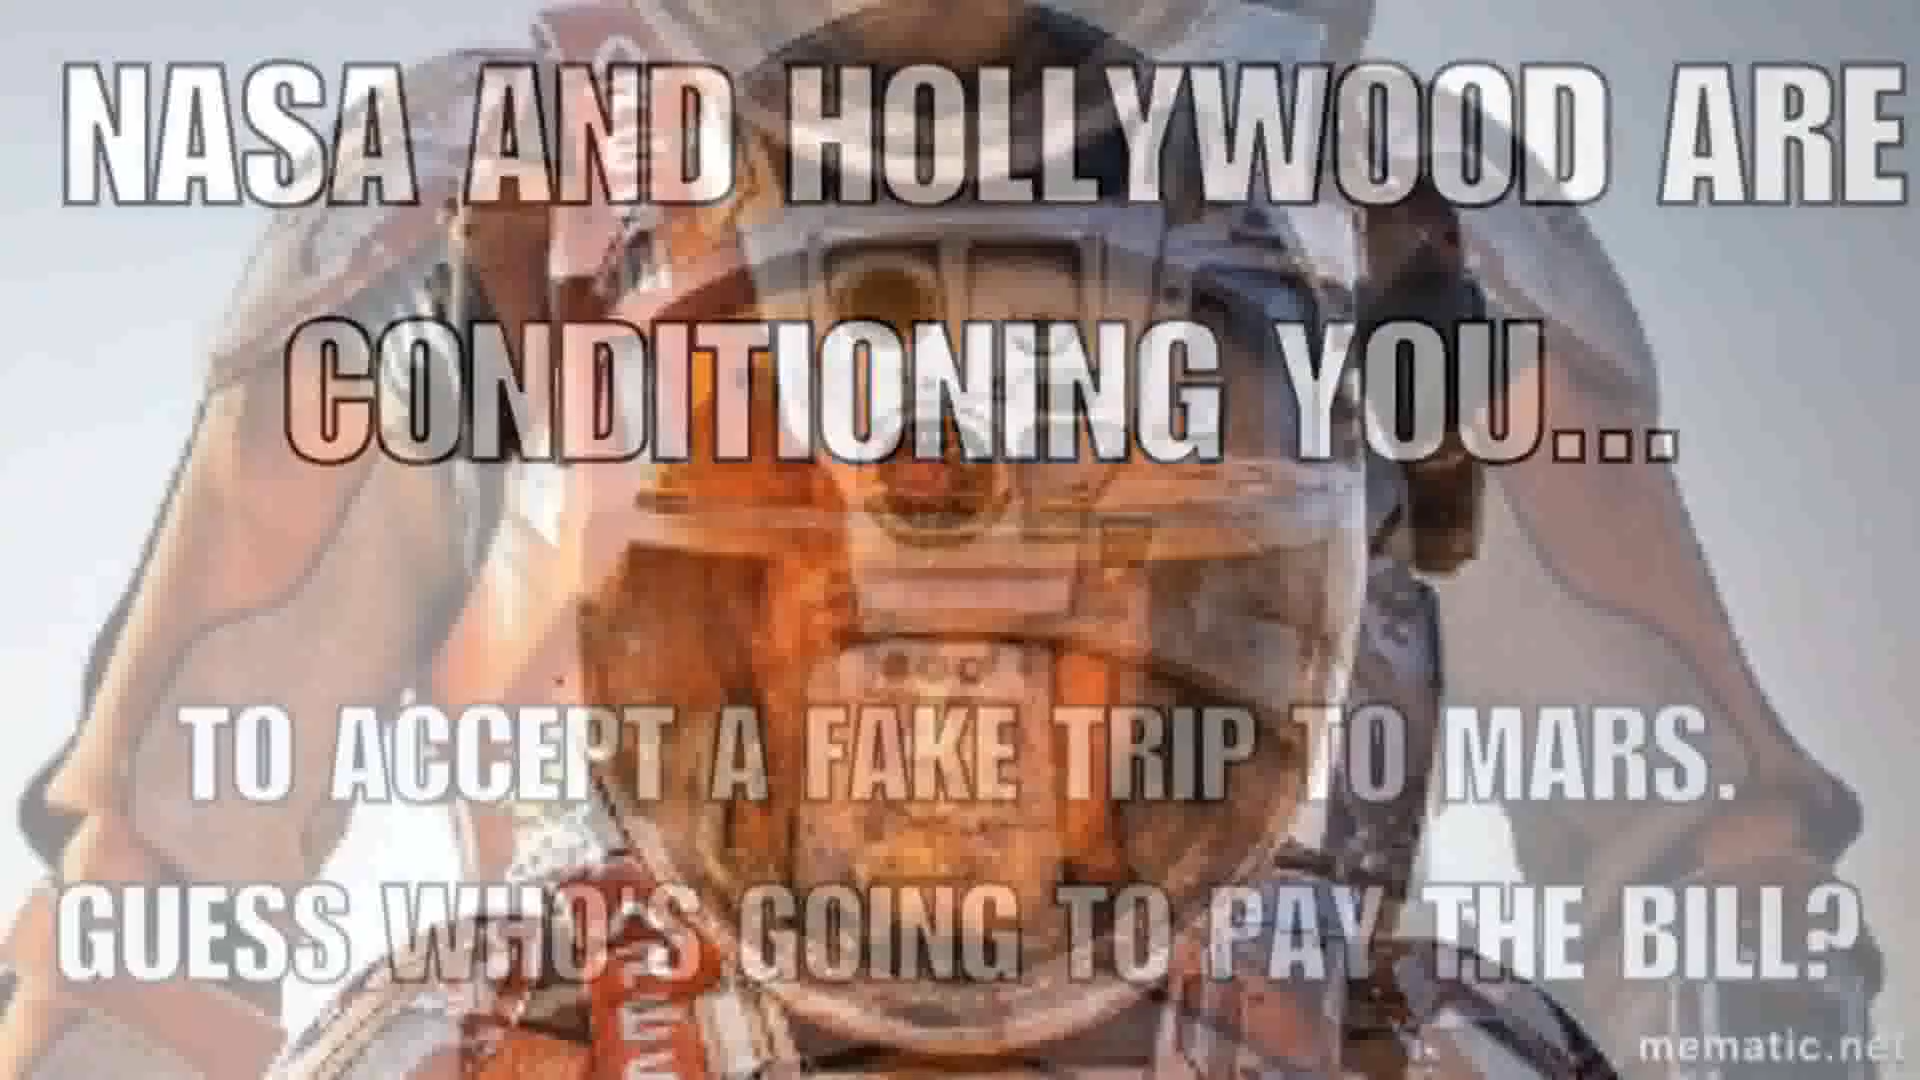 NASA AND HOLLYWOOD ARE
CONDITIONING YOU...
TO ACCEPT A FAKE TRIP TO MARS.
GUESS WHO'S GOING TO PAY THE BILL?
mematic.net